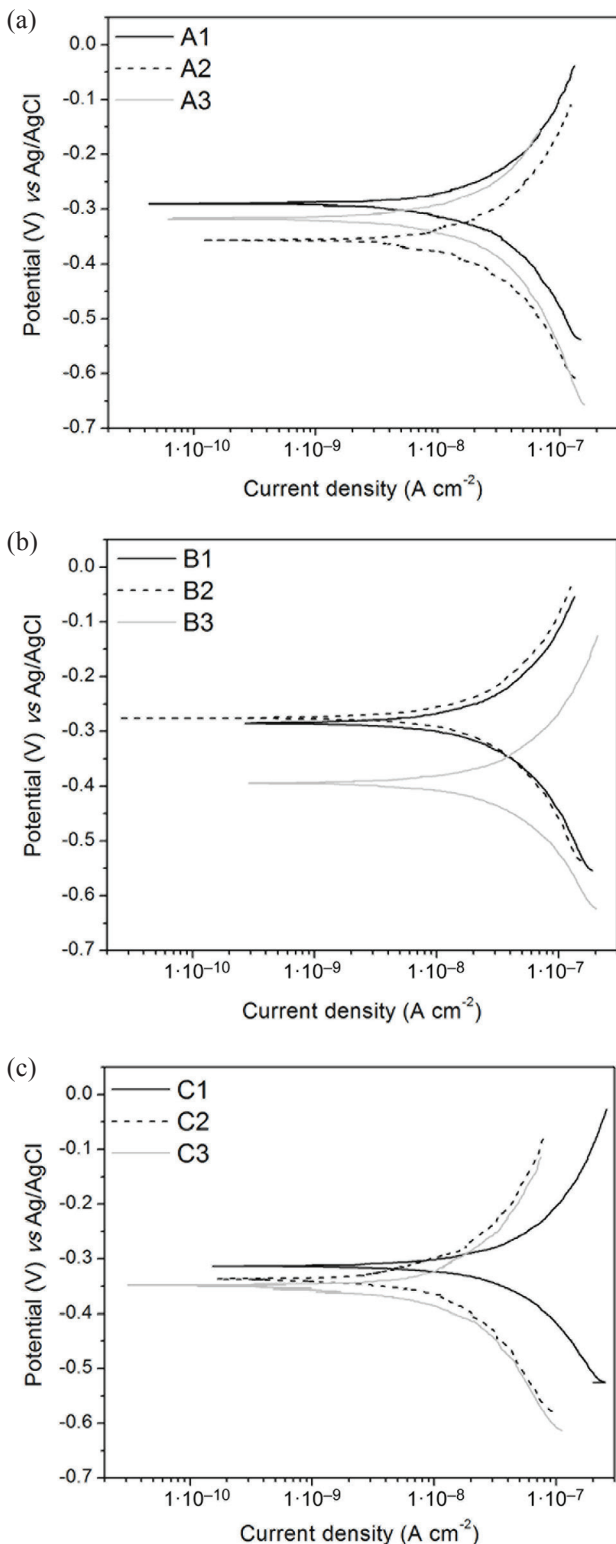 (a)
A1
A2
A3
0.0
-0.1
-0.2
-0.3
-0.4
-0.5
-0.6
-0.7
Potential (V) vs Ag/AgCl
1·10⁻¹⁰ 1·10⁻⁹ 1·10⁻⁸ 1·10⁻⁷
Current density (A cm⁻²)
(b)
B1
B2
B3
0.0
-0.1
-0.2
-0.3
-0.4
-0.5
-0.6
-0.7
Potential (V) vs Ag/AgCl
1·10⁻¹⁰ 1·10⁻⁹ 1·10⁻⁸ 1·10⁻⁷
Current density (A cm⁻²)
(c)
C1
C2
C3
0.0
-0.1
-0.2
-0.3
-0.4
-0.5
-0.6
-0.7
Potential (V) vs Ag/AgCl
1·10⁻¹⁰ 1·10⁻⁹ 1·10⁻⁸ 1·10⁻⁷
Current density (A cm⁻²)